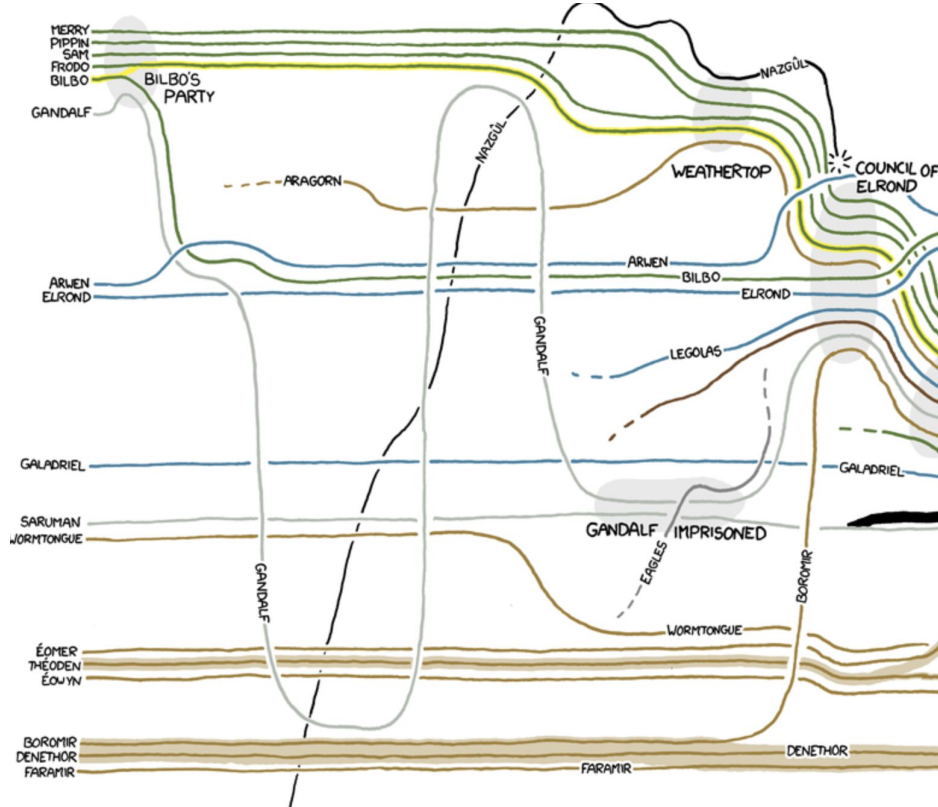 MERRY
PIPPIN
SAM
FRODO
BILBO
BILBO'S
PARTY
GANDALF
NAZGÛL
NAZGÛL
WEATHERTOP
COUNCIL OF
ELROND
ARAGORN
ARWEN
ELROND
ARWEN
BILBO
ELROND
GANDALF
LEGOLAS
GALADRIEL
GALADRIEL
SARUMAN
WORMTONGUE
GANDALF IMPRISONED
EAGLES
GANDALF
BOROMIR
WORMTONGUE
ÉOMER
THÉODEN
ÉOWYN
BOROMIR
DENETHOR
FARAMIR
DENETHOR
FARAMIR